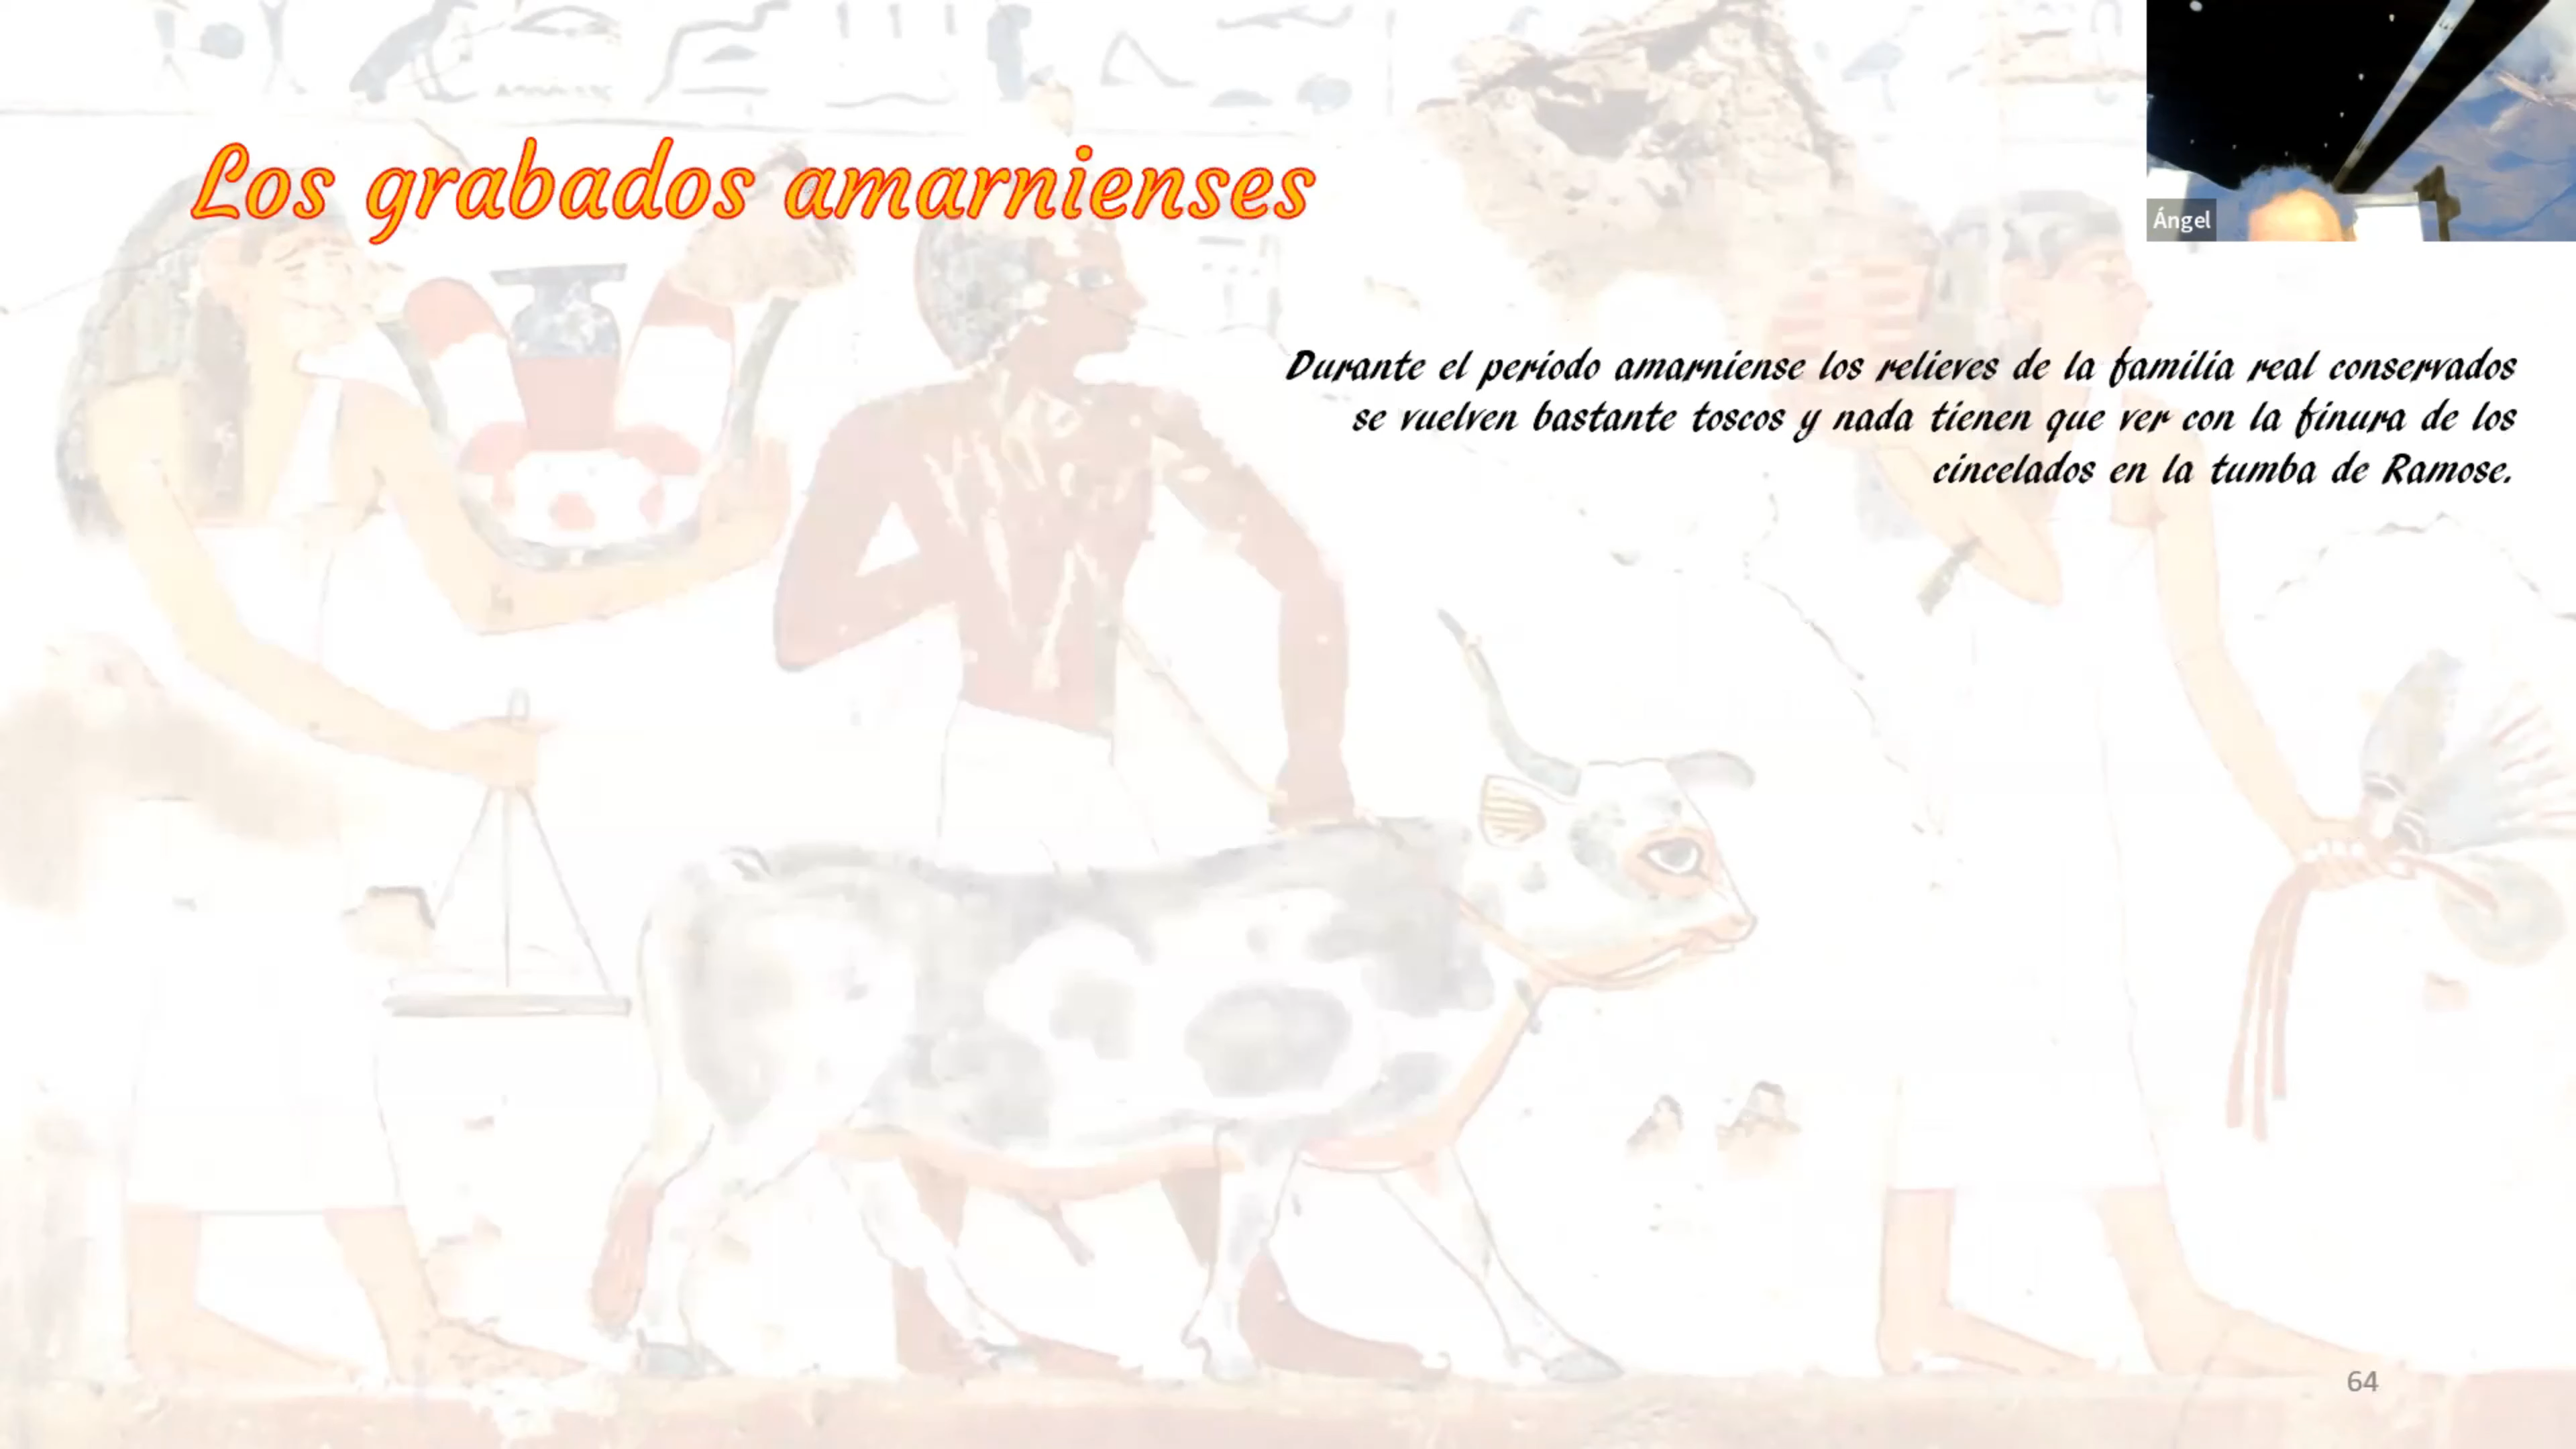 Los grabados amarnienses
Ángel
Durante el periodo amarniense los relieves de la familia real conservados
se vuelven bastante toscos y nada tienen que ver con la finura de los
cincelados en la tumba de Ramose.
64